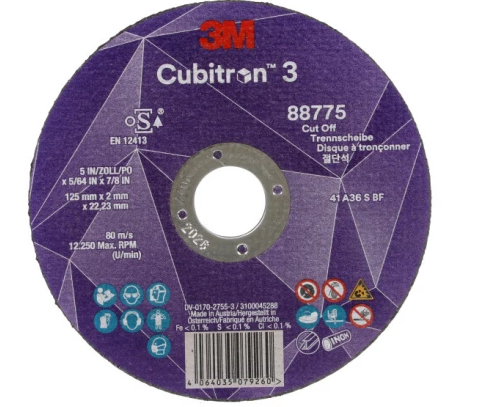 3M
Cubitron™ 3
88775
Cut Off
Trennscheibe
Disque à tronçonner
절단석
oSA®
EN 12413
5 IN/ZOLL/PO
x 5/64 IN x 7/8 IN
125 mm x 2 mm
x 22,23 mm
41 A36 S BF
80 m/s
12.250 Max. RPM
(U/min)
2026
DV-0170-2755-3 / 3100045288
Made in Austria/Hergestellt in
Österreich/Fabriqué en Autriche
Fe < 0.1 % S < 0.1 % Cl < 0.1 %
INOX
4 064035 079260 >